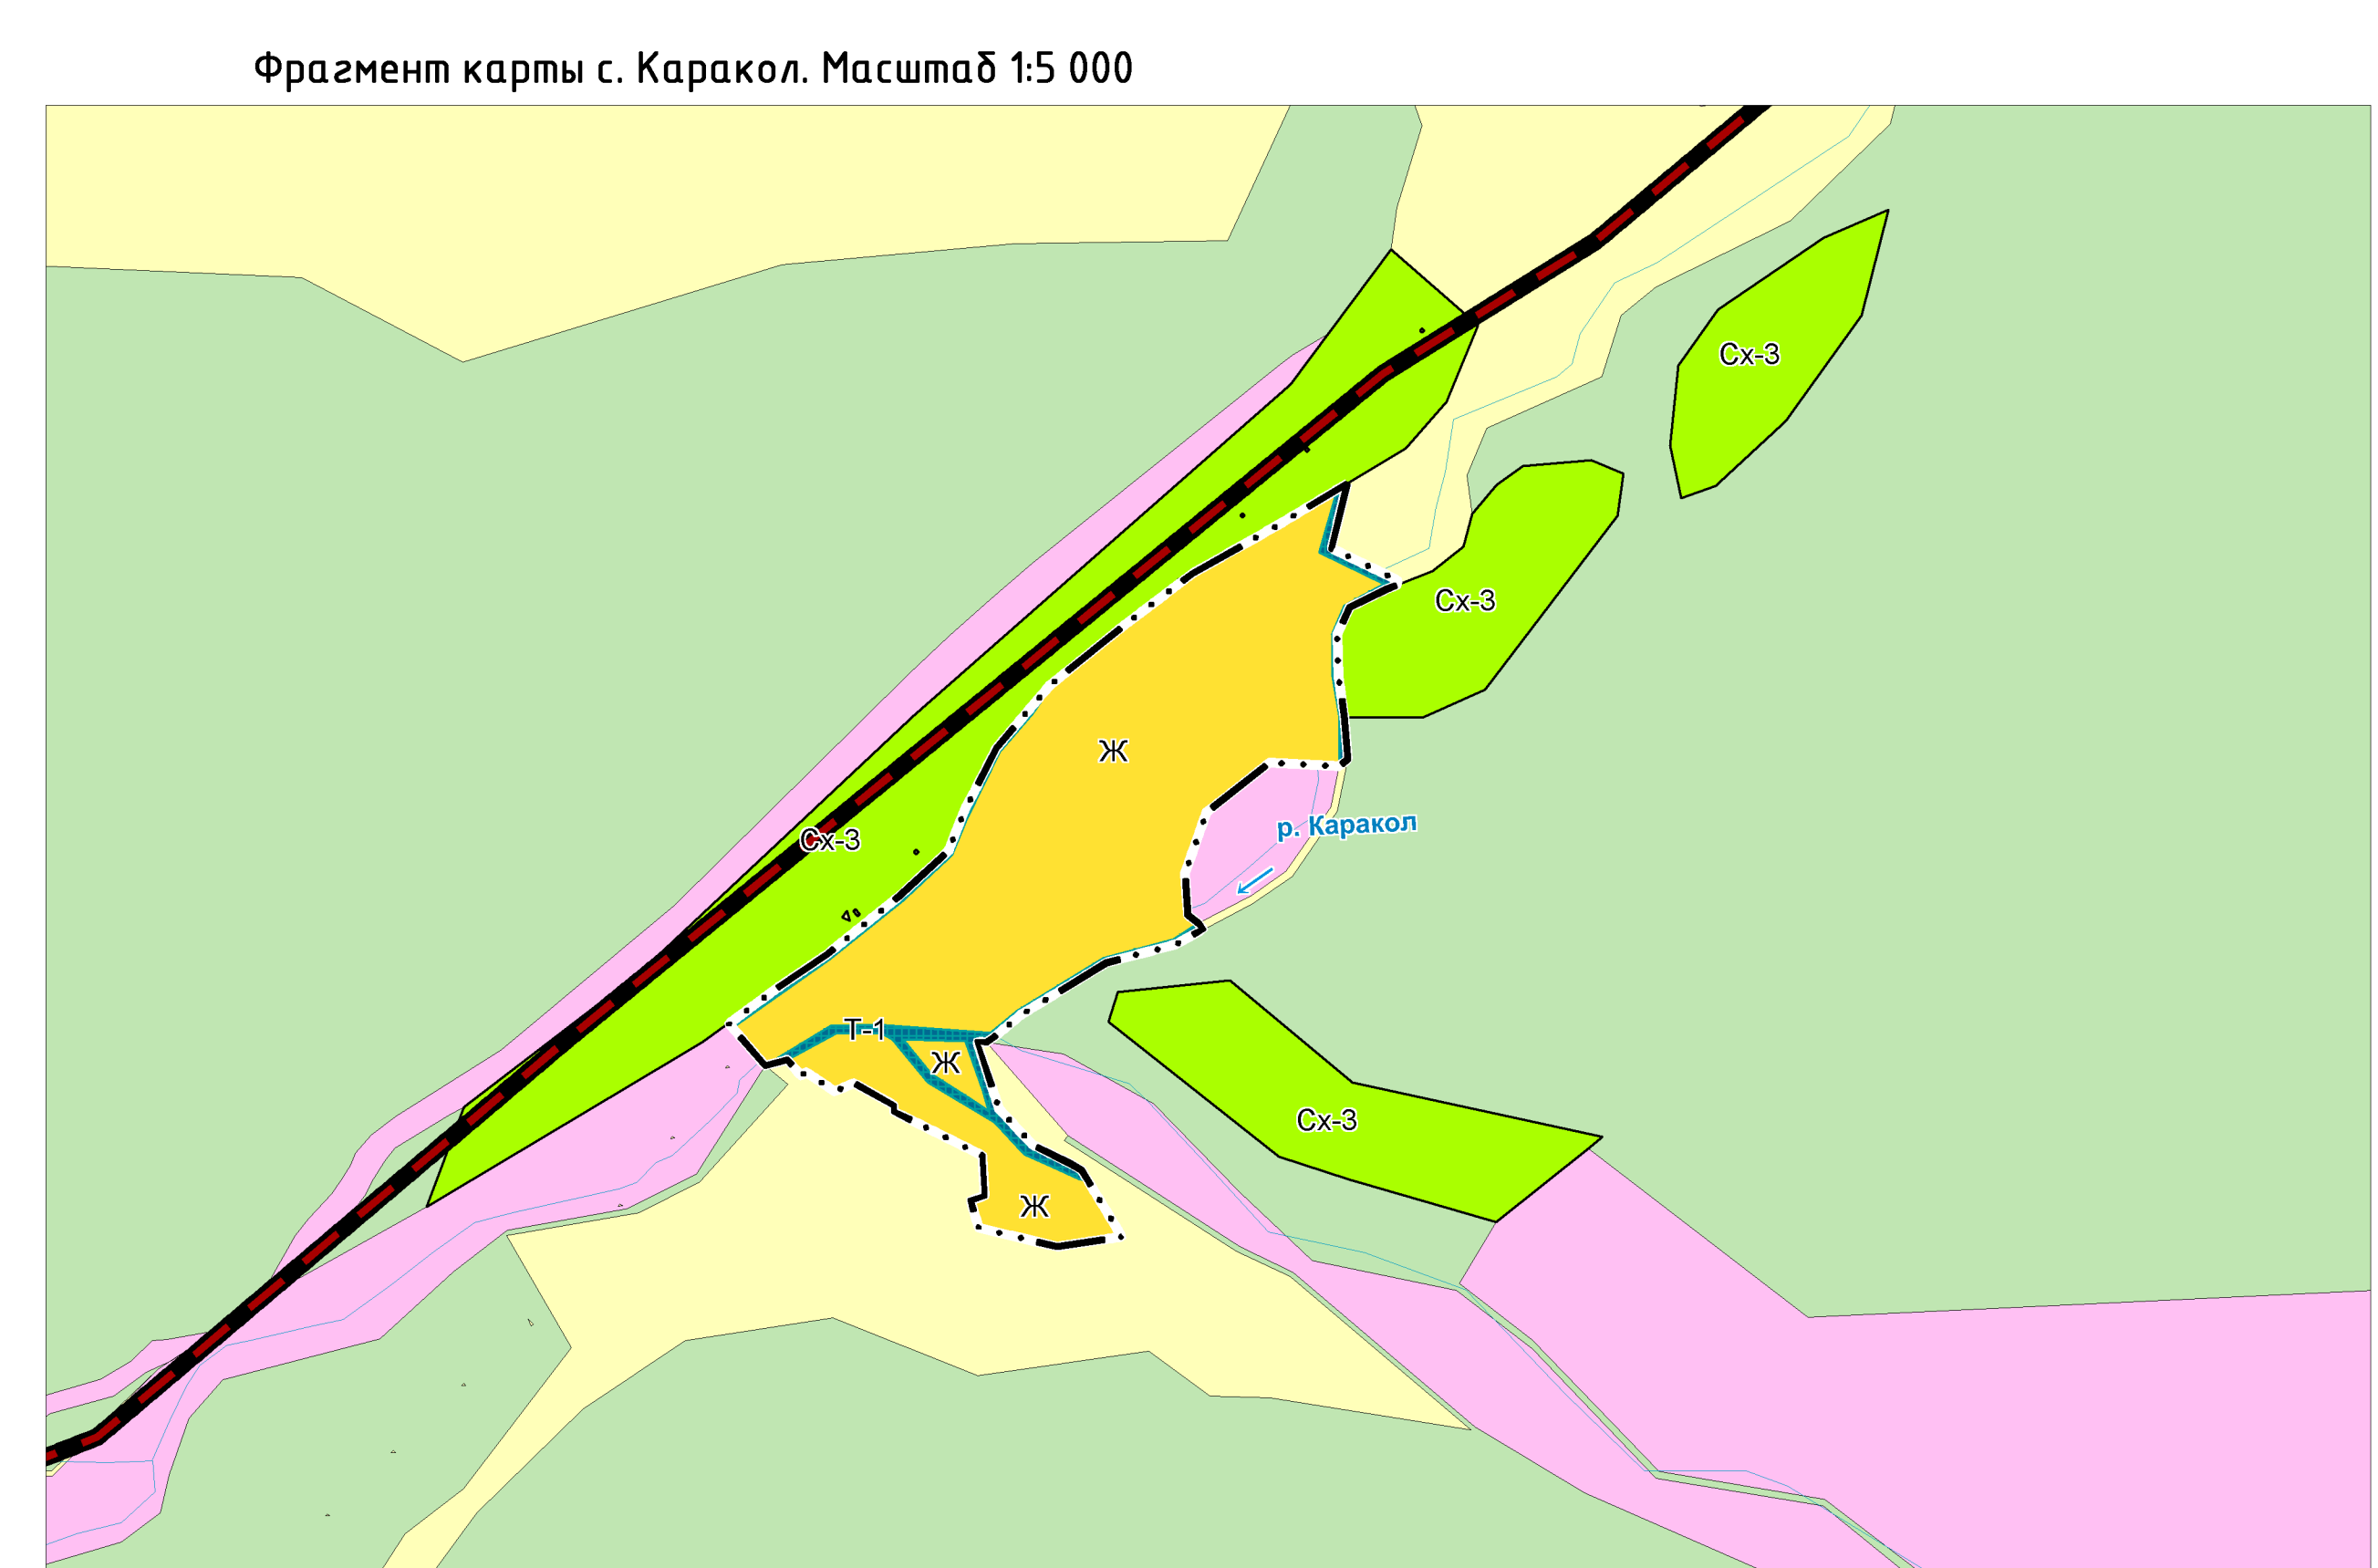 Фрагмент карты с. Каракол. Масштаб 1:5 000
Сх-3
Сх-3
Ж
р. Каракол
Сх-3
Т-1
Ж
Сх-3
Ж